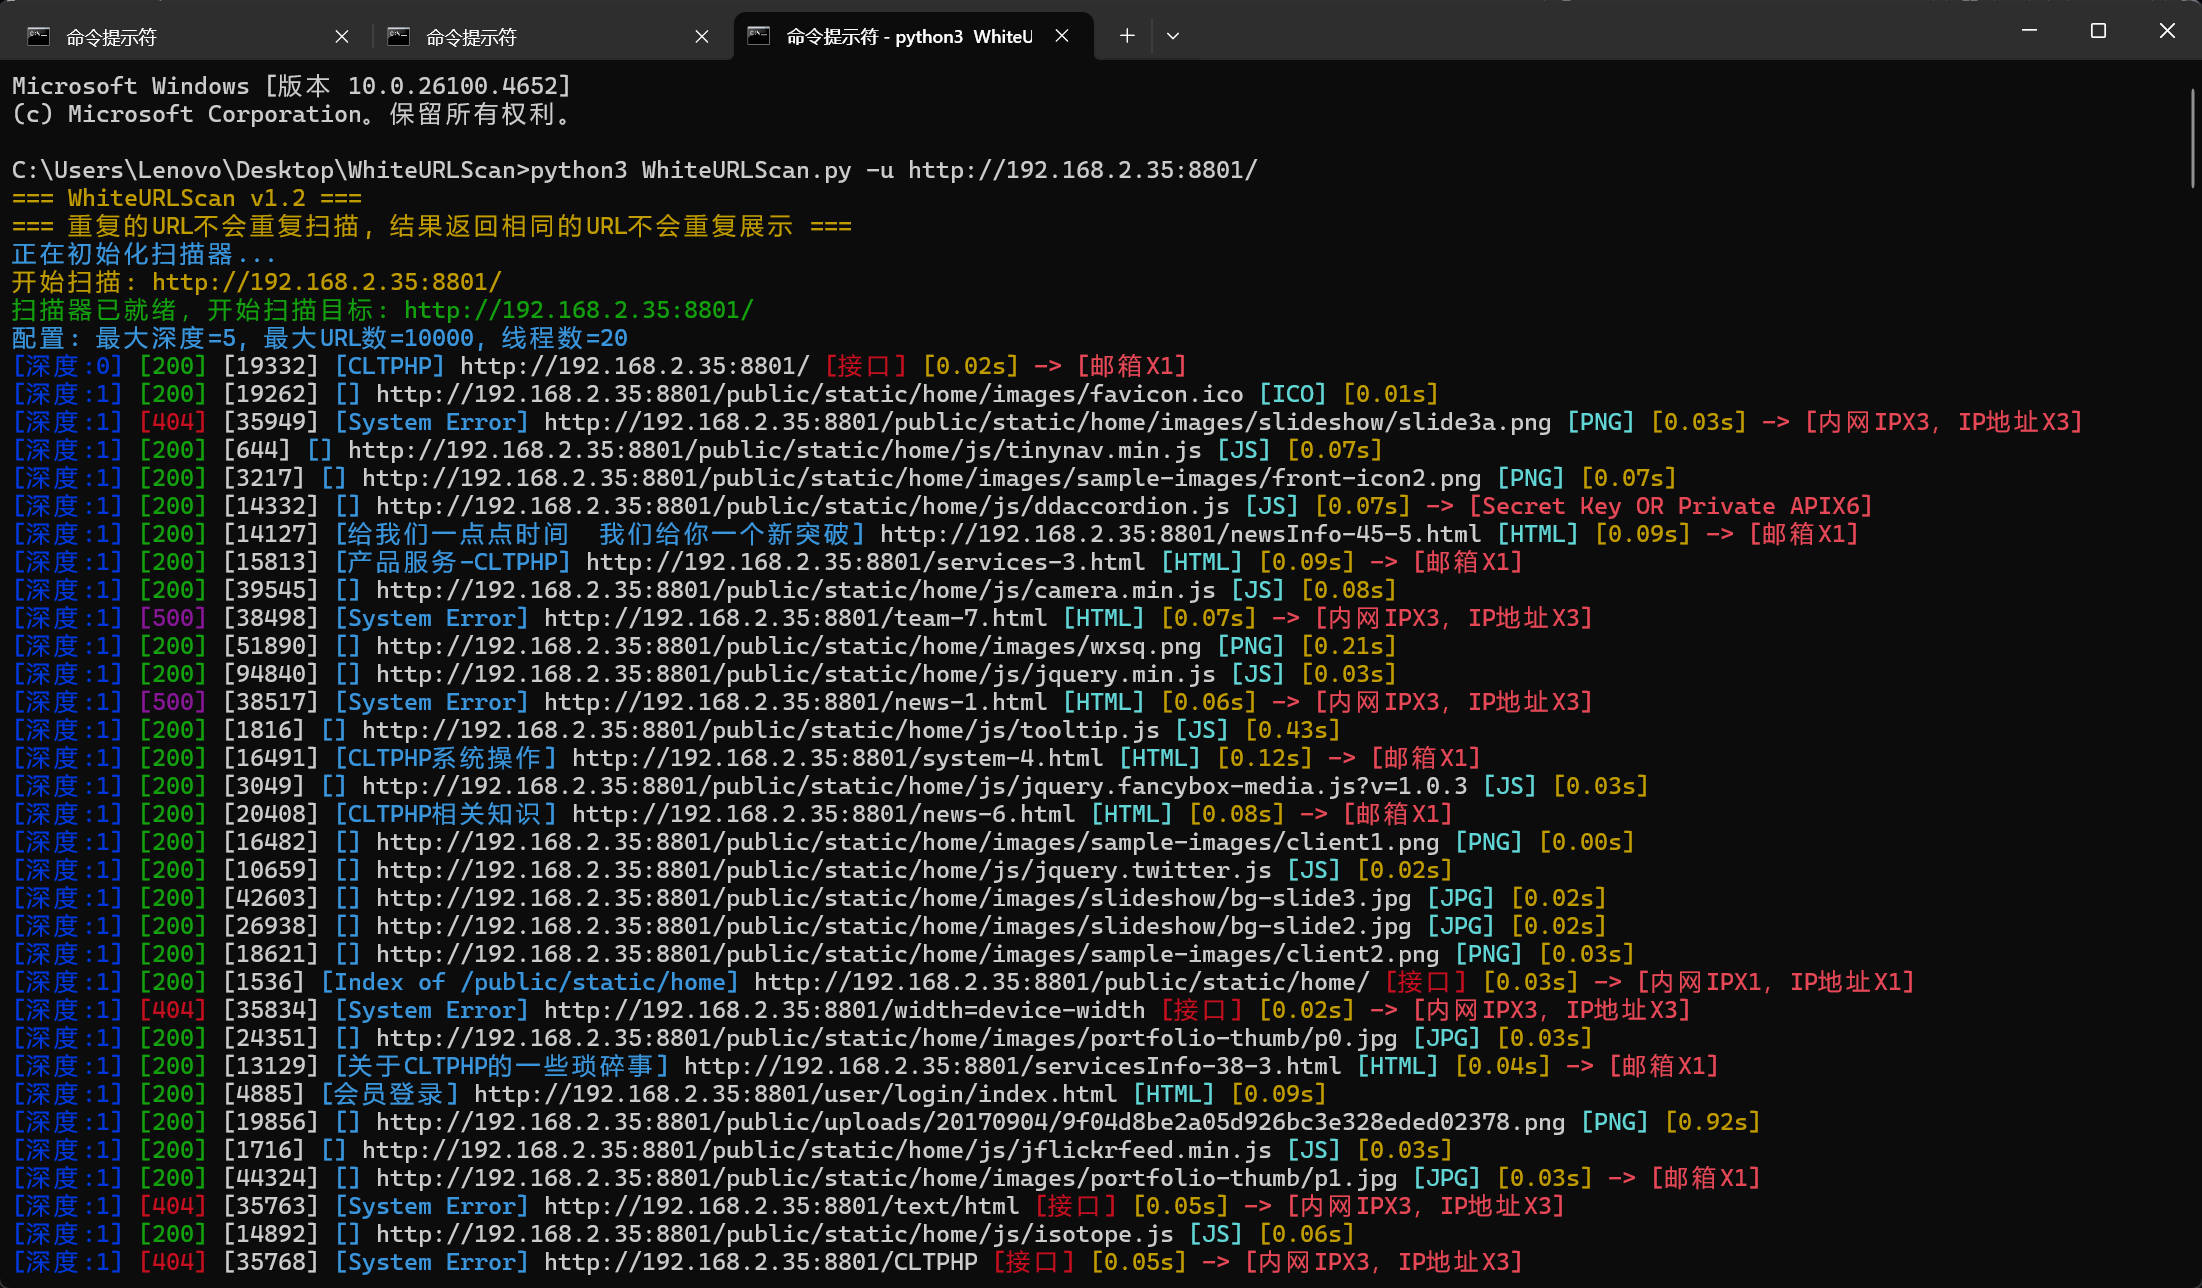 命令提示符
命令提示符
命令提示符 - python3 WhiteU
Microsoft Windows [版本 10.0.26100.4652]
(c) Microsoft Corporation。保留所有权利。
C:\Users\Lenovo\Desktop\WhiteURLScan>python3 WhiteURLScan.py -u http://192.168.2.35:8801/
=== WhiteURLScan v1.2 ===
=== 重复的URL不会重复扫描, 结果返回相同的URL不会重复展示 ===
正在初始化扫描器...
开始扫描: http://192.168.2.35:8801/
扫描器已就绪, 开始扫描目标: http://192.168.2.35:8801/
配置: 最大深度=5, 最大URL数=10000, 线程数=20
[深度:0] [200] [19332] [CLTPHP] http://192.168.2.35:8801/ [接口] [0.02s] -> [邮箱X1]
[深度:1] [200] [19262] [] http://192.168.2.35:8801/public/static/home/images/favicon.ico [ICO] [0.01s]
[深度:1] [404] [35949] [System Error] http://192.168.2.35:8801/public/static/home/images/slideshow/slide3a.png [PNG] [0.03s] -> [内网IPX3, IP地址X3]
[深度:1] [200] [644] [] http://192.168.2.35:8801/public/static/home/js/tinynav.min.js [JS] [0.07s]
[深度:1] [200] [3217] [] http://192.168.2.35:8801/public/static/home/images/sample-images/front-icon2.png [PNG] [0.07s]
[深度:1] [200] [14332] [] http://192.168.2.35:8801/public/static/home/js/ddaccordion.js [JS] [0.07s] -> [Secret Key OR Private APIX6]
[深度:1] [200] [14127] [给我们一点点时间  我们给你一个新突破] http://192.168.2.35:8801/newsInfo-45-5.html [HTML] [0.09s] -> [邮箱X1]
[深度:1] [200] [15813] [产品服务-CLTPHP] http://192.168.2.35:8801/services-3.html [HTML] [0.09s] -> [邮箱X1]
[深度:1] [200] [39545] [] http://192.168.2.35:8801/public/static/home/js/camera.min.js [JS] [0.08s]
[深度:1] [500] [38498] [System Error] http://192.168.2.35:8801/team-7.html [HTML] [0.07s] -> [内网IPX3, IP地址X3]
[深度:1] [200] [51890] [] http://192.168.2.35:8801/public/static/home/images/wxsq.png [PNG] [0.21s]
[深度:1] [200] [94840] [] http://192.168.2.35:8801/public/static/home/js/jquery.min.js [JS] [0.03s]
[深度:1] [500] [38517] [System Error] http://192.168.2.35:8801/news-1.html [HTML] [0.06s] -> [内网IPX3, IP地址X3]
[深度:1] [200] [1816] [] http://192.168.2.35:8801/public/static/home/js/tooltip.js [JS] [0.43s]
[深度:1] [200] [16491] [CLTPHP系统操作] http://192.168.2.35:8801/system-4.html [HTML] [0.12s] -> [邮箱X1]
[深度:1] [200] [3049] [] http://192.168.2.35:8801/public/static/home/js/jquery.fancybox-media.js?v=1.0.3 [JS] [0.03s]
[深度:1] [200] [20408] [CLTPHP相关知识] http://192.168.2.35:8801/news-6.html [HTML] [0.08s] -> [邮箱X1]
[深度:1] [200] [16482] [] http://192.168.2.35:8801/public/static/home/images/sample-images/client1.png [PNG] [0.00s]
[深度:1] [200] [10659] [] http://192.168.2.35:8801/public/static/home/js/jquery.twitter.js [JS] [0.02s]
[深度:1] [200] [42603] [] http://192.168.2.35:8801/public/static/home/images/slideshow/bg-slide3.jpg [JPG] [0.02s]
[深度:1] [200] [26938] [] http://192.168.2.35:8801/public/static/home/images/slideshow/bg-slide2.jpg [JPG] [0.02s]
[深度:1] [200] [18621] [] http://192.168.2.35:8801/public/static/home/images/sample-images/client2.png [PNG] [0.03s]
[深度:1] [200] [1536] [Index of /public/static/home] http://192.168.2.35:8801/public/static/home/ [接口] [0.03s] -> [内网IPX1, IP地址X1]
[深度:1] [404] [35834] [System Error] http://192.168.2.35:8801/width=device-width [接口] [0.02s] -> [内网IPX3, IP地址X3]
[深度:1] [200] [24351] [] http://192.168.2.35:8801/public/static/home/images/portfolio-thumb/p0.jpg [JPG] [0.03s]
[深度:1] [200] [13129] [关于CLTPHP的一些琐碎事] http://192.168.2.35:8801/servicesInfo-38-3.html [HTML] [0.04s] -> [邮箱X1]
[深度:1] [200] [4885] [会员登录] http://192.168.2.35:8801/user/login/index.html [HTML] [0.09s]
[深度:1] [200] [19856] [] http://192.168.2.35:8801/public/uploads/20170904/9f04d8be2a05d926bc3e328eded02378.png [PNG] [0.92s]
[深度:1] [200] [1716] [] http://192.168.2.35:8801/public/static/home/js/jflickrfeed.min.js [JS] [0.03s]
[深度:1] [200] [44324] [] http://192.168.2.35:8801/public/static/home/images/portfolio-thumb/p1.jpg [JPG] [0.03s] -> [邮箱X1]
[深度:1] [404] [35763] [System Error] http://192.168.2.35:8801/text/html [接口] [0.05s] -> [内网IPX3, IP地址X3]
[深度:1] [200] [14892] [] http://192.168.2.35:8801/public/static/home/js/isotope.js [JS] [0.06s]
[深度:1] [404] [35768] [System Error] http://192.168.2.35:8801/CLTPHP [接口] [0.05s] -> [内网IPX3, IP地址X3]